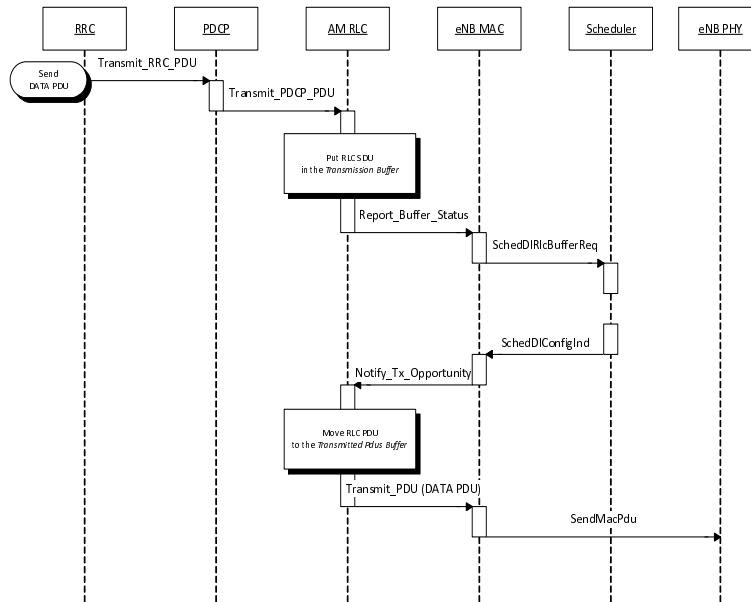 RRC
PDCP
AM RLC
eNB MAC
Scheduler
eNB PHY
Send
DATA PDU
Transmit_RRC_PDU
Transmit_PDCP_PDU
Put RLC SDU
in the Transmission Buffer
Report_Buffer_Status
SchedDlRlcBufferReq
SchedDlConfigInd
Notify_Tx_Opportunity
Move RLC PDU
to the Transmitted Pdus Buffer
Transmit_PDU (DATA PDU)
SendMacPdu